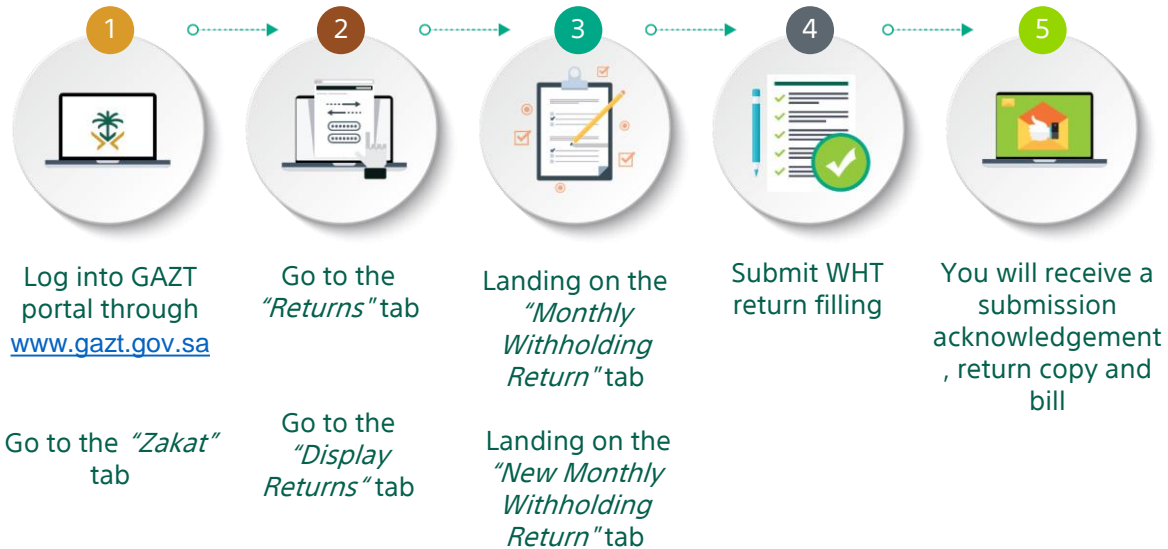 1
2
3
4
5
Log into GAZT
portal through
www.gazt.gov.sa
Go to the “Zakat”
tab
Go to the
“Returns” tab
Go to the
“Display
Returns“ tab
Landing on the
“Monthly
Withholding
Return” tab
Landing on the
“New Monthly
Withholding
Return” tab
Submit WHT
return filling
You will receive a
submission
acknowledgement
, return copy and
bill